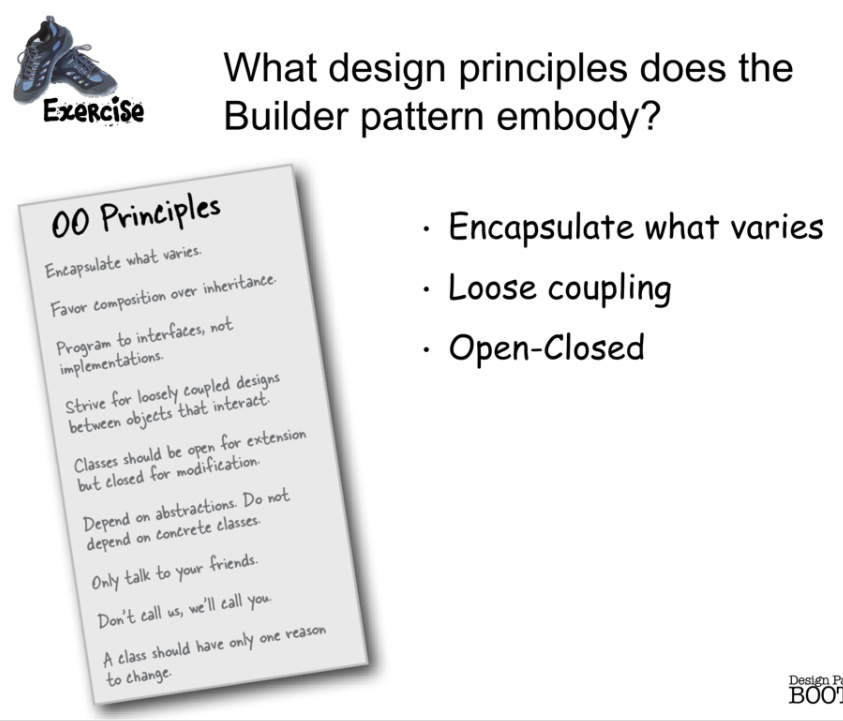 Exercise
What design principles does the
Builder pattern embody?
OO Principles
Encapsulate what varies.
Favor composition over inheritance.
Program to interfaces, not
implementations.
Strive for loosely coupled designs
between objects that interact.
Classes should be open for extension
but closed for modification.
Depend on abstractions. Do not
depend on concrete classes.
Only talk to your friends.
Don't call us, we'll call you.
A class should have only one reason
to change.
· Encapsulate what varies
· Loose coupling
· Open-Closed
Design